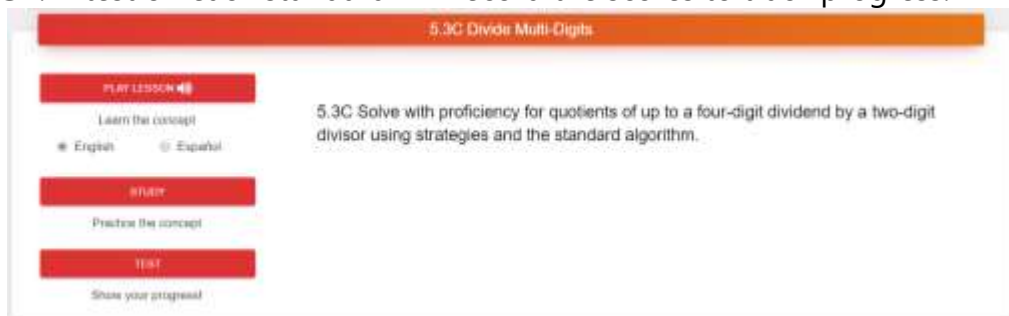 5.3C Divide Multi-Digits
PLAY LESSON
Learn the concept
English Español
5.3C Solve with proficiency for quotients of up to a four-digit dividend by a two-digit
divisor using strategies and the standard algorithm.
STUDY
Practice the concept
TEST
Show your progress!